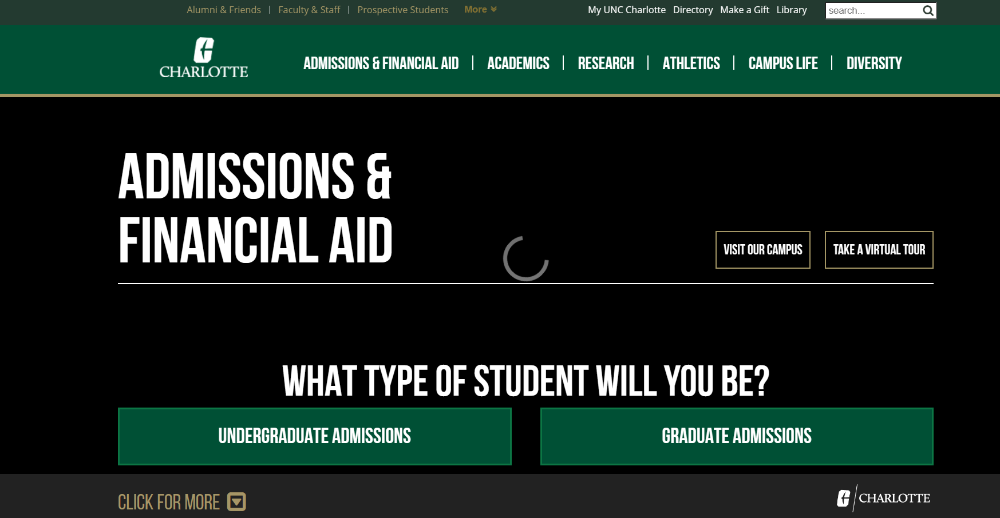 Alumni & Friends Faculty & Staff Prospective Students More My UNC Charlotte Directory Make a Gift Library search...
CHARLOTTE
ADMISSIONS & FINANCIAL AID ACADEMICS RESEARCH ATHLETICS CAMPUS LIFE DIVERSITY
ADMISSIONS &
FINANCIAL AID
VISIT OUR CAMPUS TAKE A VIRTUAL TOUR
WHAT TYPE OF STUDENT WILL YOU BE?
UNDERGRADUATE ADMISSIONS GRADUATE ADMISSIONS
CLICK FOR MORE CHARLOTTE